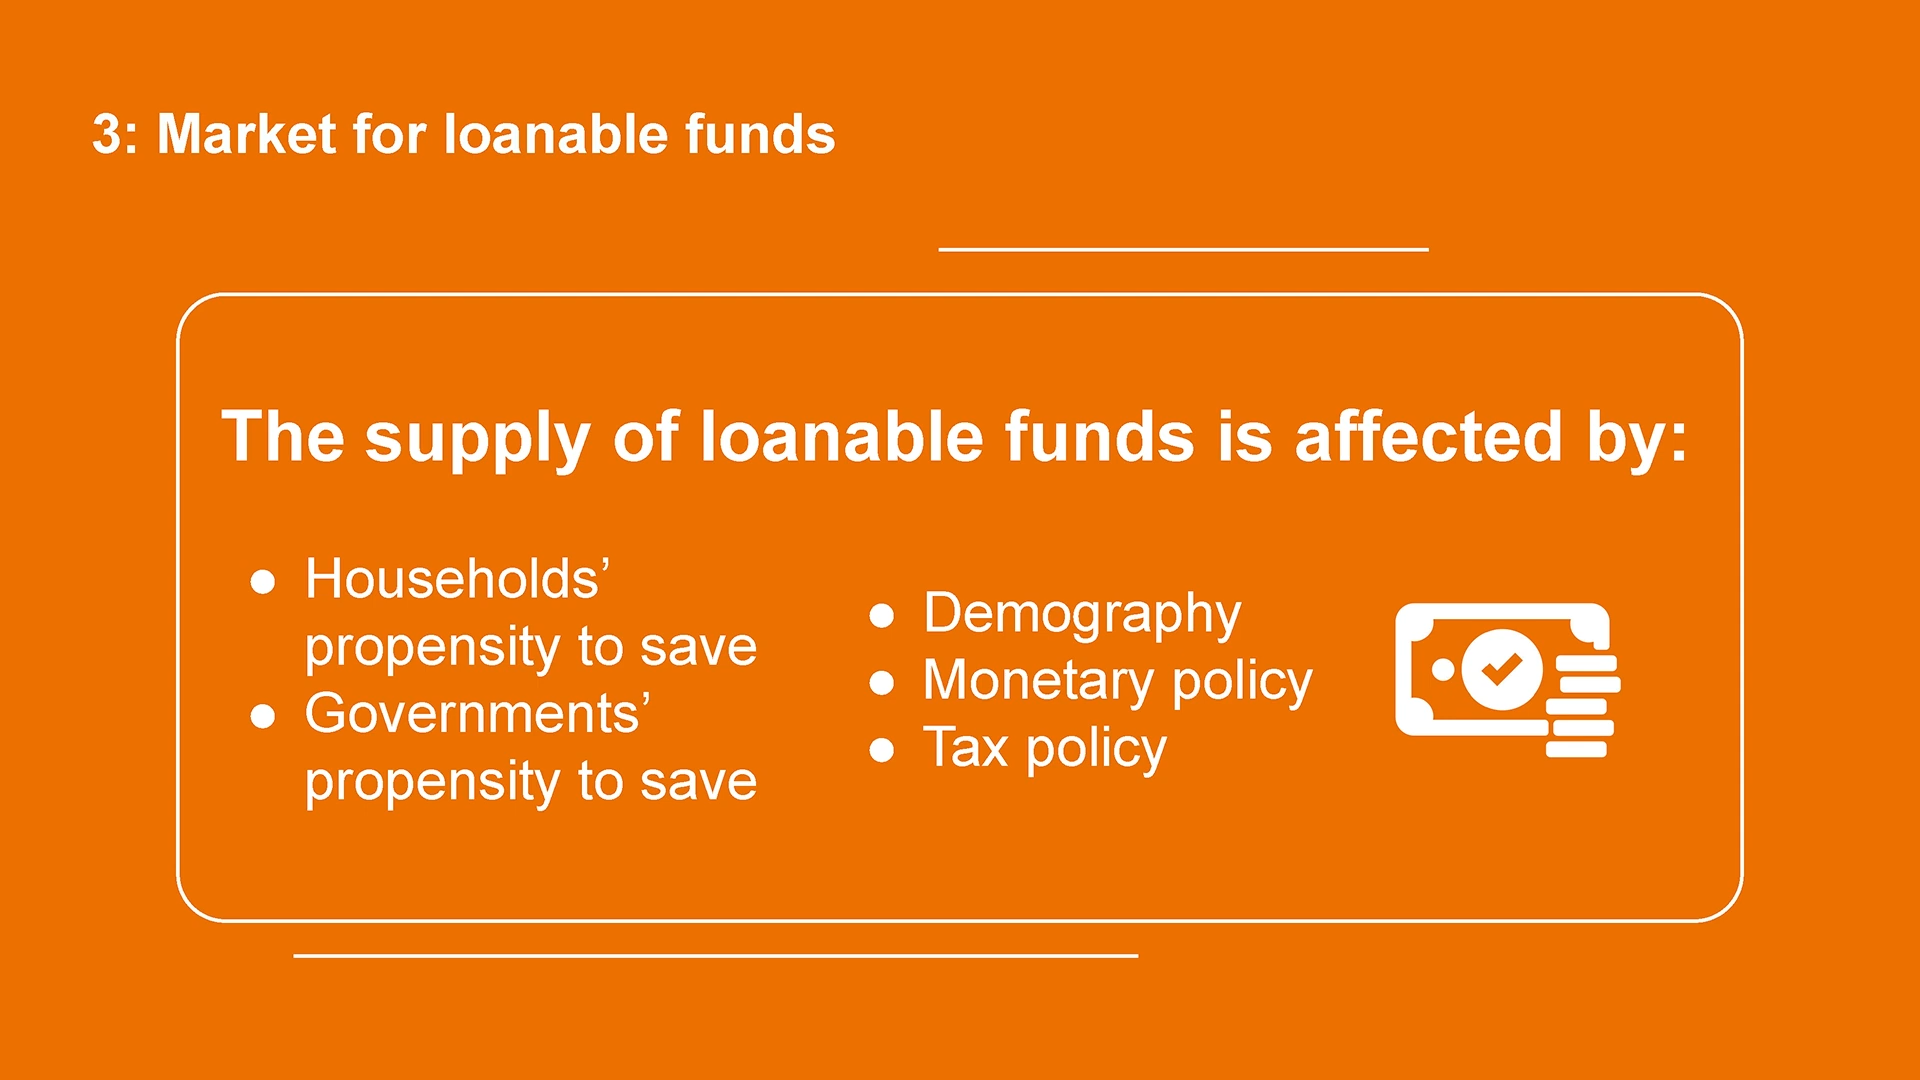 3: Market for loanable funds
The supply of loanable funds is affected by:
● Households’
propensity to save
● Governments’
propensity to save
● Demography
● Monetary policy
● Tax policy